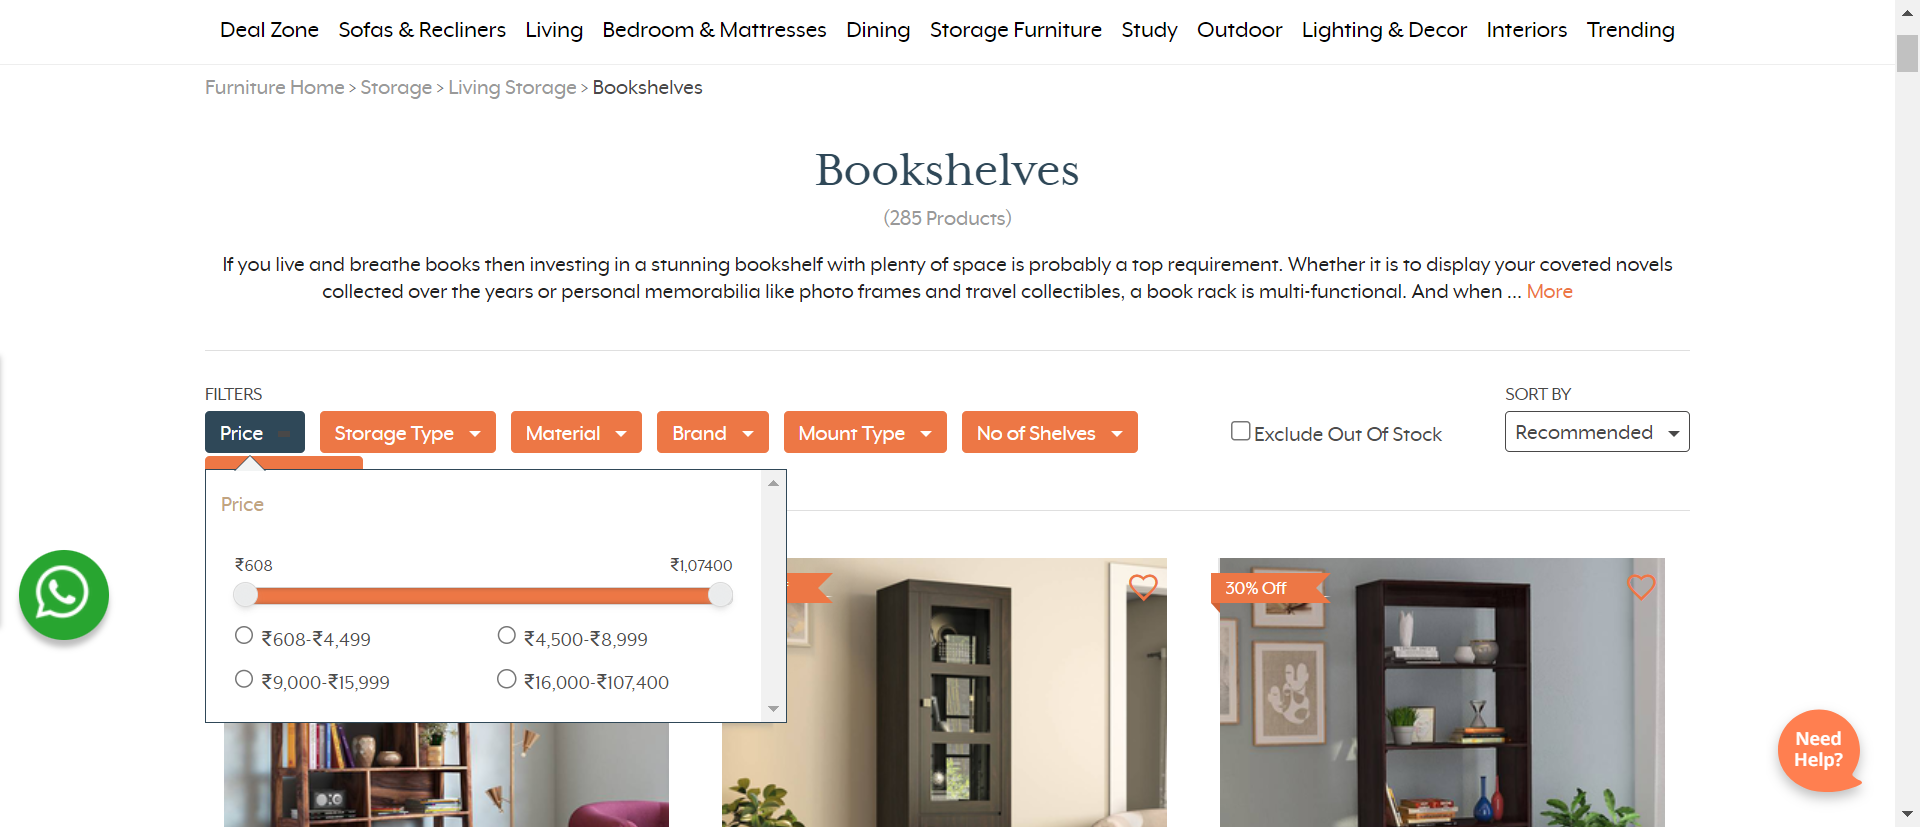 Deal Zone Sofas & Recliners Living Bedroom & Mattresses Dining Storage Furniture Study Outdoor Lighting & Decor Interiors Trending
Furniture Home > Storage > Living Storage > Bookshelves
Bookshelves
(285 Products)
If you live and breathe books then investing in a stunning bookshelf with plenty of space is probably a top requirement. Whether it is to display your coveted novels
collected over the years or personal memorabilia like photo frames and travel collectibles, a book rack is multi-functional. And when ... More
FILTERS
SORT BY
Price Storage Type Material Brand Mount Type No of Shelves
Exclude Out Of Stock
Recommended
Price
₹608 ₹1,07400
₹608-₹4,499 ₹4,500-₹8,999
₹9,000-₹15,999 ₹16,000-₹107,400
30% Off
Need
Help?